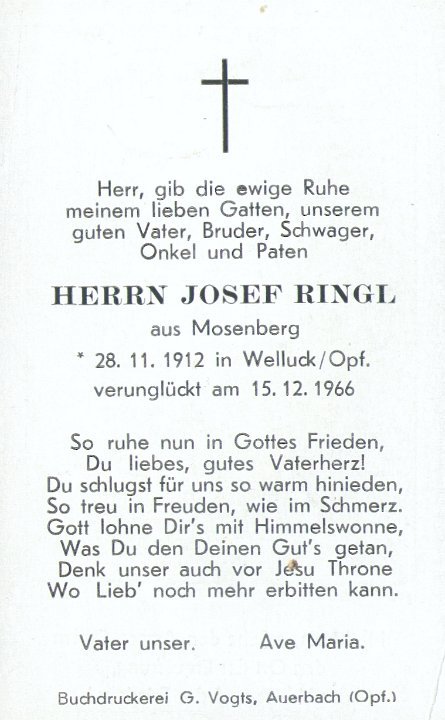 Herr, gib die ewige Ruhe
meinem lieben Gatten, unserem
guten Vater, Bruder, Schwager,
Onkel und Paten
HERRN JOSEF RINGL
aus Mosenberg
* 28. 11. 1912 in Welluck/Opf.
verunglückt am 15. 12. 1966
So ruhe nun in Gottes Frieden,
Du liebes, gutes Vaterherz!
Du schlugst für uns so warm hinieden,
So treu in Freuden, wie im Schmerz.
Gott lohne Dir's mit Himmelswonne,
Was Du den Deinen Gut's getan,
Denk unser auch vor Jesu Throne
Wo Lieb' noch mehr erbitten kann.
Vater unser. Ave Maria.
Buchdruckerei G. Vogts, Auerbach (Opf.)